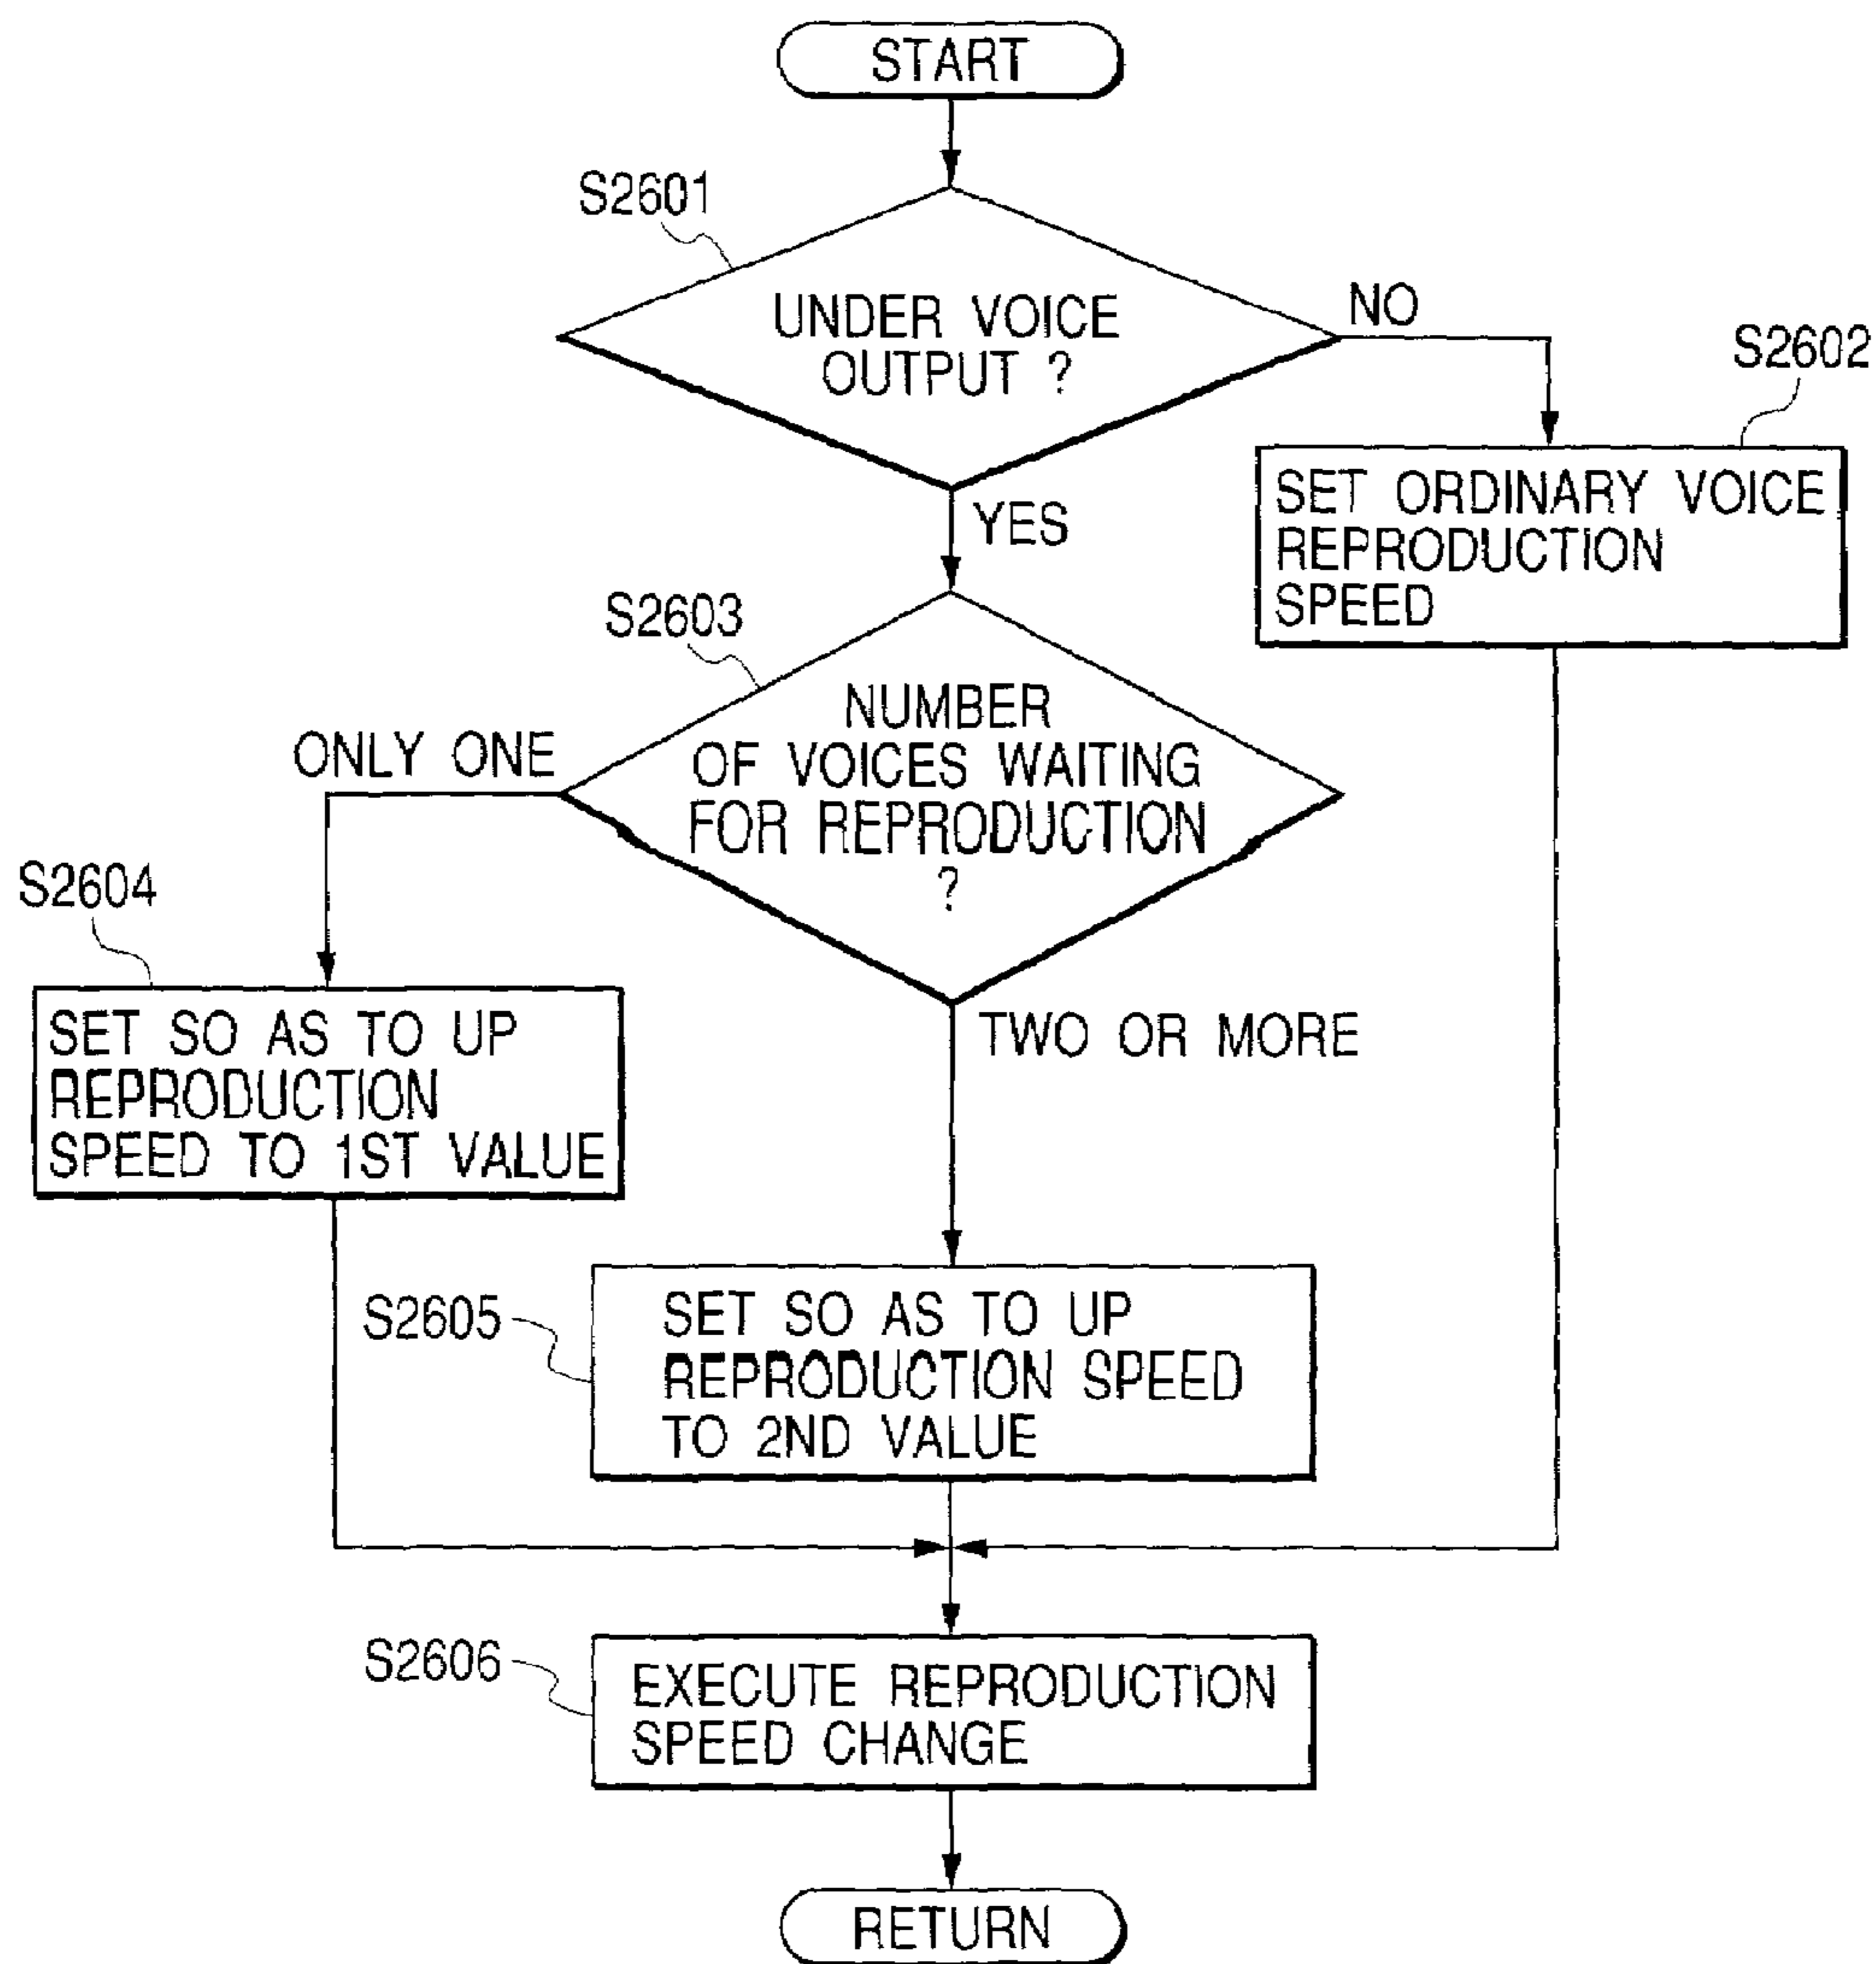 START
S2601
UNDER VOICE
OUTPUT ?
NO
S2602
SET ORDINARY VOICE
REPRODUCTION
SPEED
YES
S2603
NUMBER
OF VOICES WAITING
FOR REPRODUCTION
?
ONLY ONE
S2604
SET SO AS TO UP
REPRODUCTION
SPEED TO 1ST VALUE
TWO OR MORE
S2605
SET SO AS TO UP
REPRODUCTION SPEED
TO 2ND VALUE
S2606
EXECUTE REPRODUCTION
SPEED CHANGE
RETURN